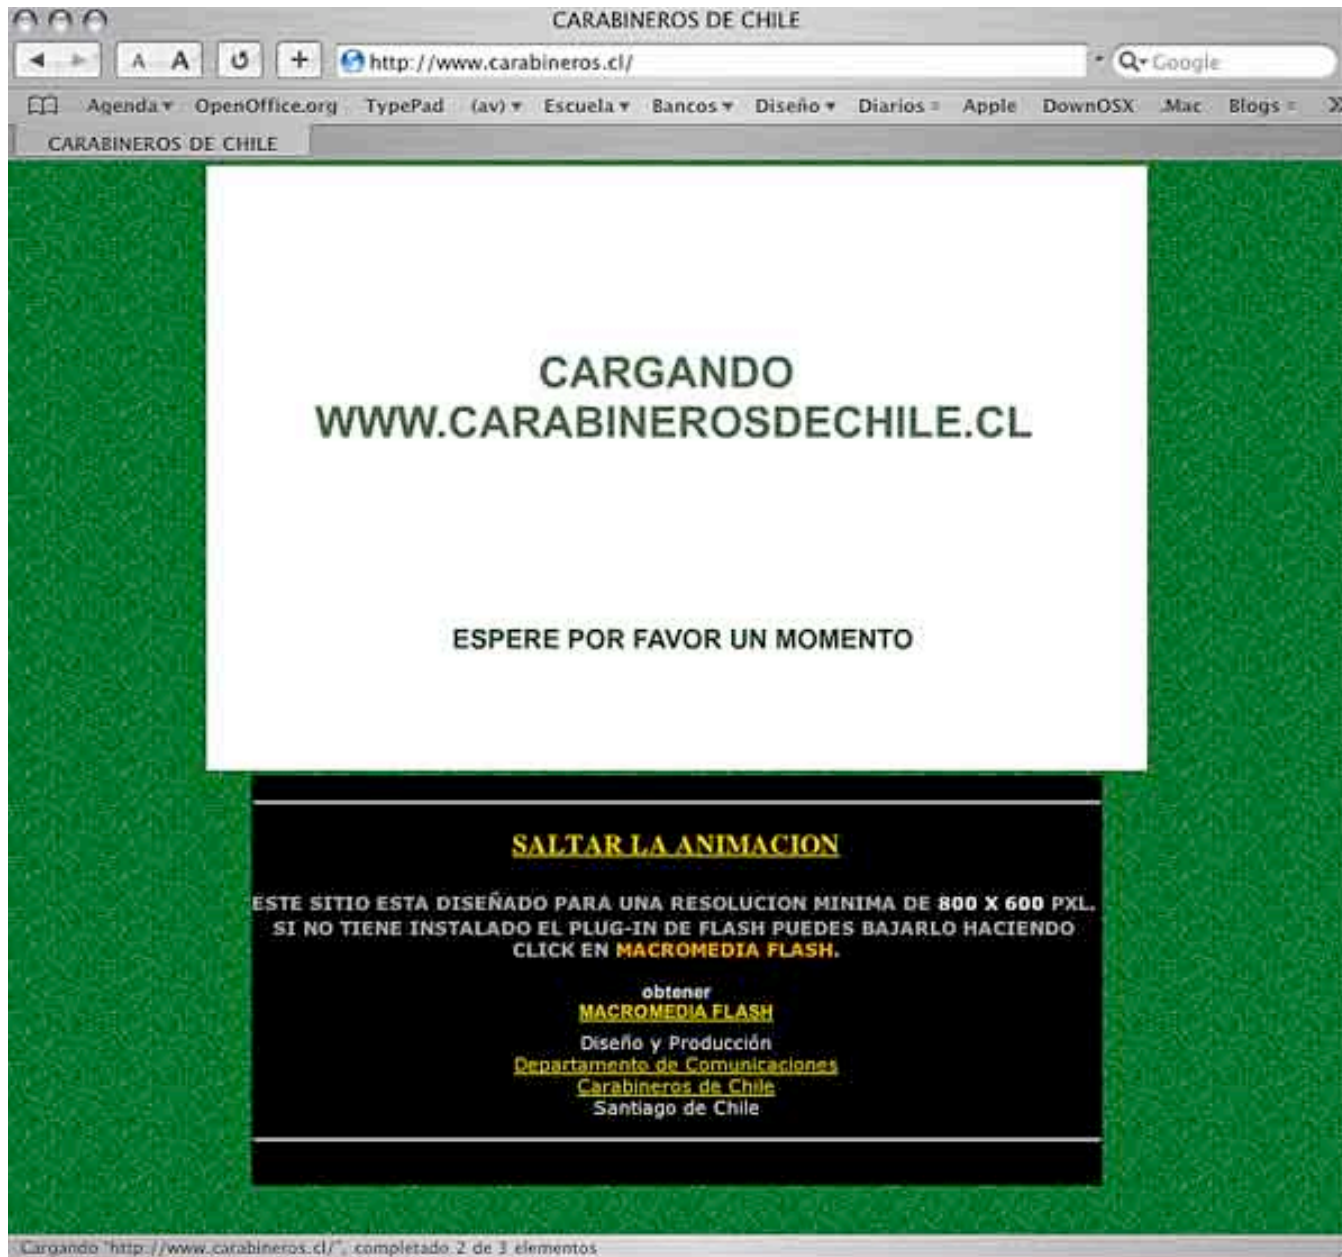 CARABINEROS DE CHILE
A A + http://www.carabineros.cl/ Q Google
Agenda OpenOffice.org TypePad (av) Escuela Bancos Diseño Diarios Apple DownOSX .Mac Blogs
CARABINEROS DE CHILE
CARGANDO
WWW.CARABINEROSDECHILE.CL
ESPERE POR FAVOR UN MOMENTO
SALTAR LA ANIMACION
ESTE SITIO ESTA DISEÑADO PARA UNA RESOLUCION MINIMA DE 800 X 600 PXL.
SI NO TIENE INSTALADO EL PLUG-IN DE FLASH PUEDES BAJARLO HACIENDO
CLICK EN MACROMEDIA FLASH.
obtener
MACROMEDIA FLASH
Diseño y Producción
Departamento de Comunicaciones
Carabineros de Chile
Santiago de Chile
Cargando "http://www.carabineros.cl/", completado 2 de 3 elementos